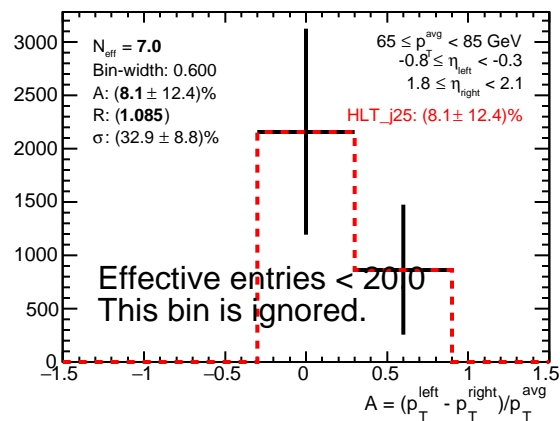 N_eff = 7.0
Bin-width: 0.600
A: (8.1 ± 12.4)%
R: (1.085)
σ: (32.9 ± 8.8)%
65 ≤ p_T^avg < 85 GeV
-0.8 ≤ η_left < -0.3
1.8 ≤ η_right < 2.1
HLT_j25: (8.1 ± 12.4)%
Effective entries < 20.0
This bin is ignored.
3000
2500
2000
1500
1000
500
0
−1.5 −1 −0.5 0 0.5 1 1.5
A = (p_T^left - p_T^right)/p_T^avg